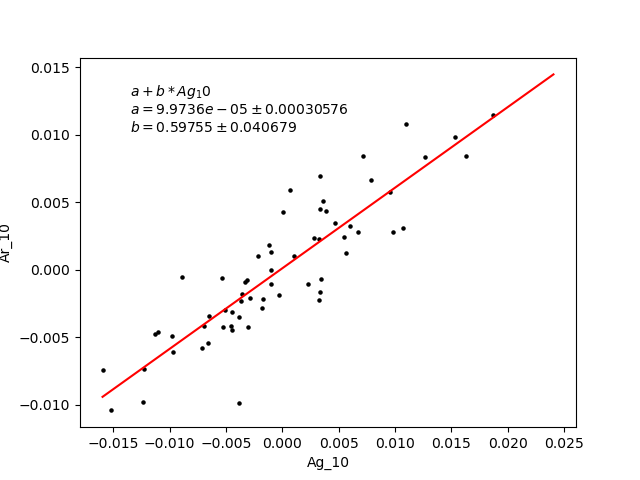 0.015
0.010
0.005
0.000
−0.005
−0.010
Ar_10
a + b * Ag₁0
a = 9.9736e − 05 ± 0.00030576
b = 0.59755 ± 0.040679
−0.015 −0.010 −0.005 0.000 0.005 0.010 0.015 0.020 0.025
Ag_10